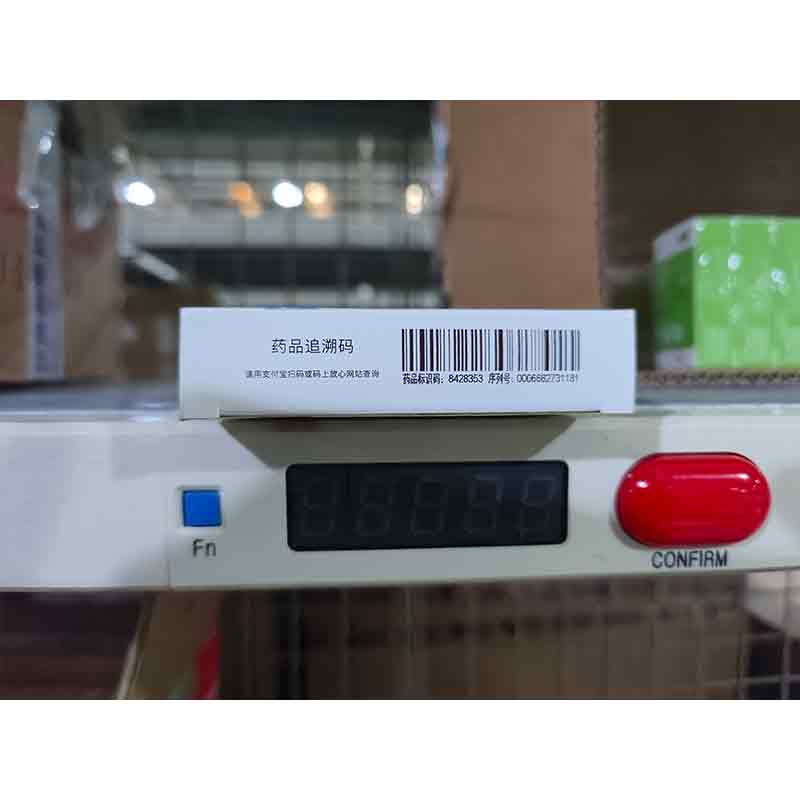 药品追溯码
请用支付宝扫码或码上放心网站查询
药品标识码：8428353 序列号：0006682731181
Fn
CONFIRM